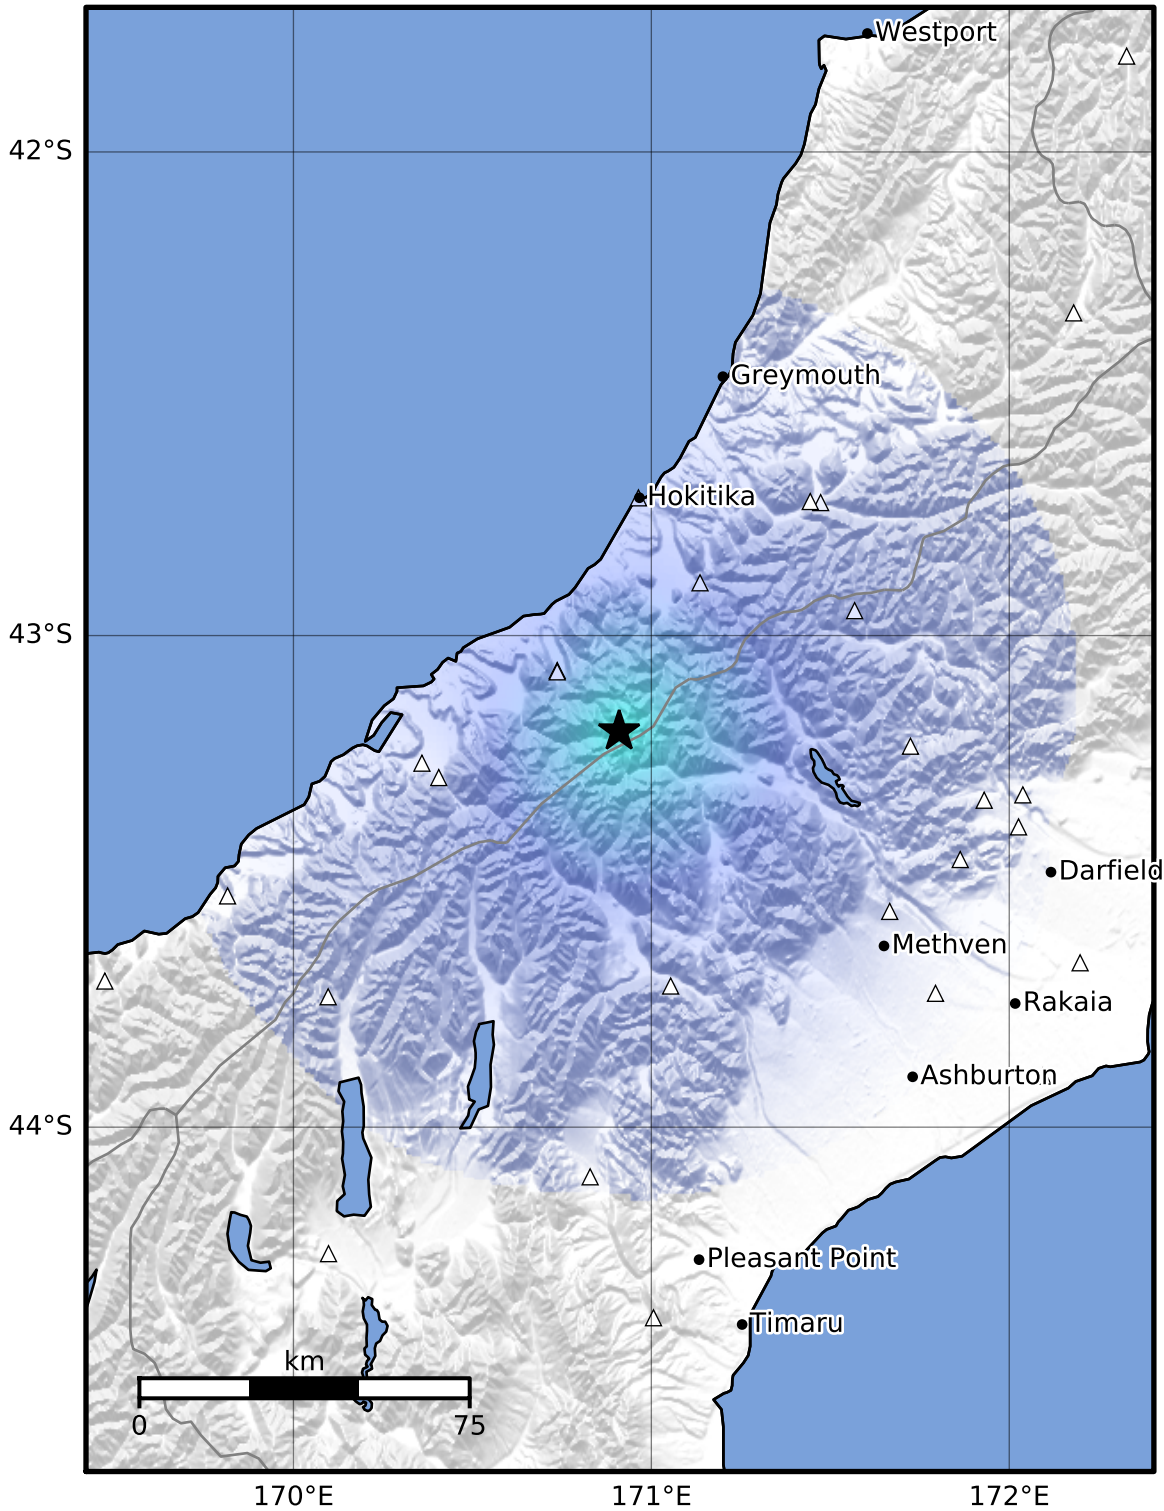 Westport
42°S
Greymouth
Hokitika
43°S
Darfield
Methven
Rakaia
Ashburton
44°S
Pleasant Point
Timaru
km
0 75
170°E 171°E 172°E